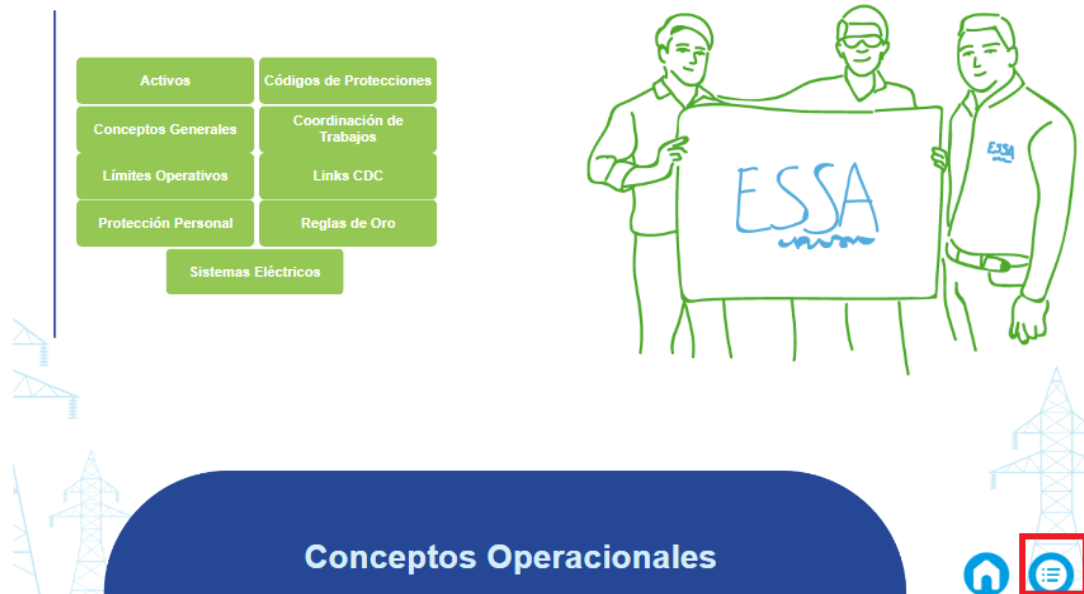 Activos
Códigos de Protecciones
Conceptos Generales
Coordinación de
Trabajos
Límites Operativos
Links CDC
Protección Personal
Reglas de Oro
Sistemas Eléctricos
ESSA
ESSA
Conceptos Operacionales